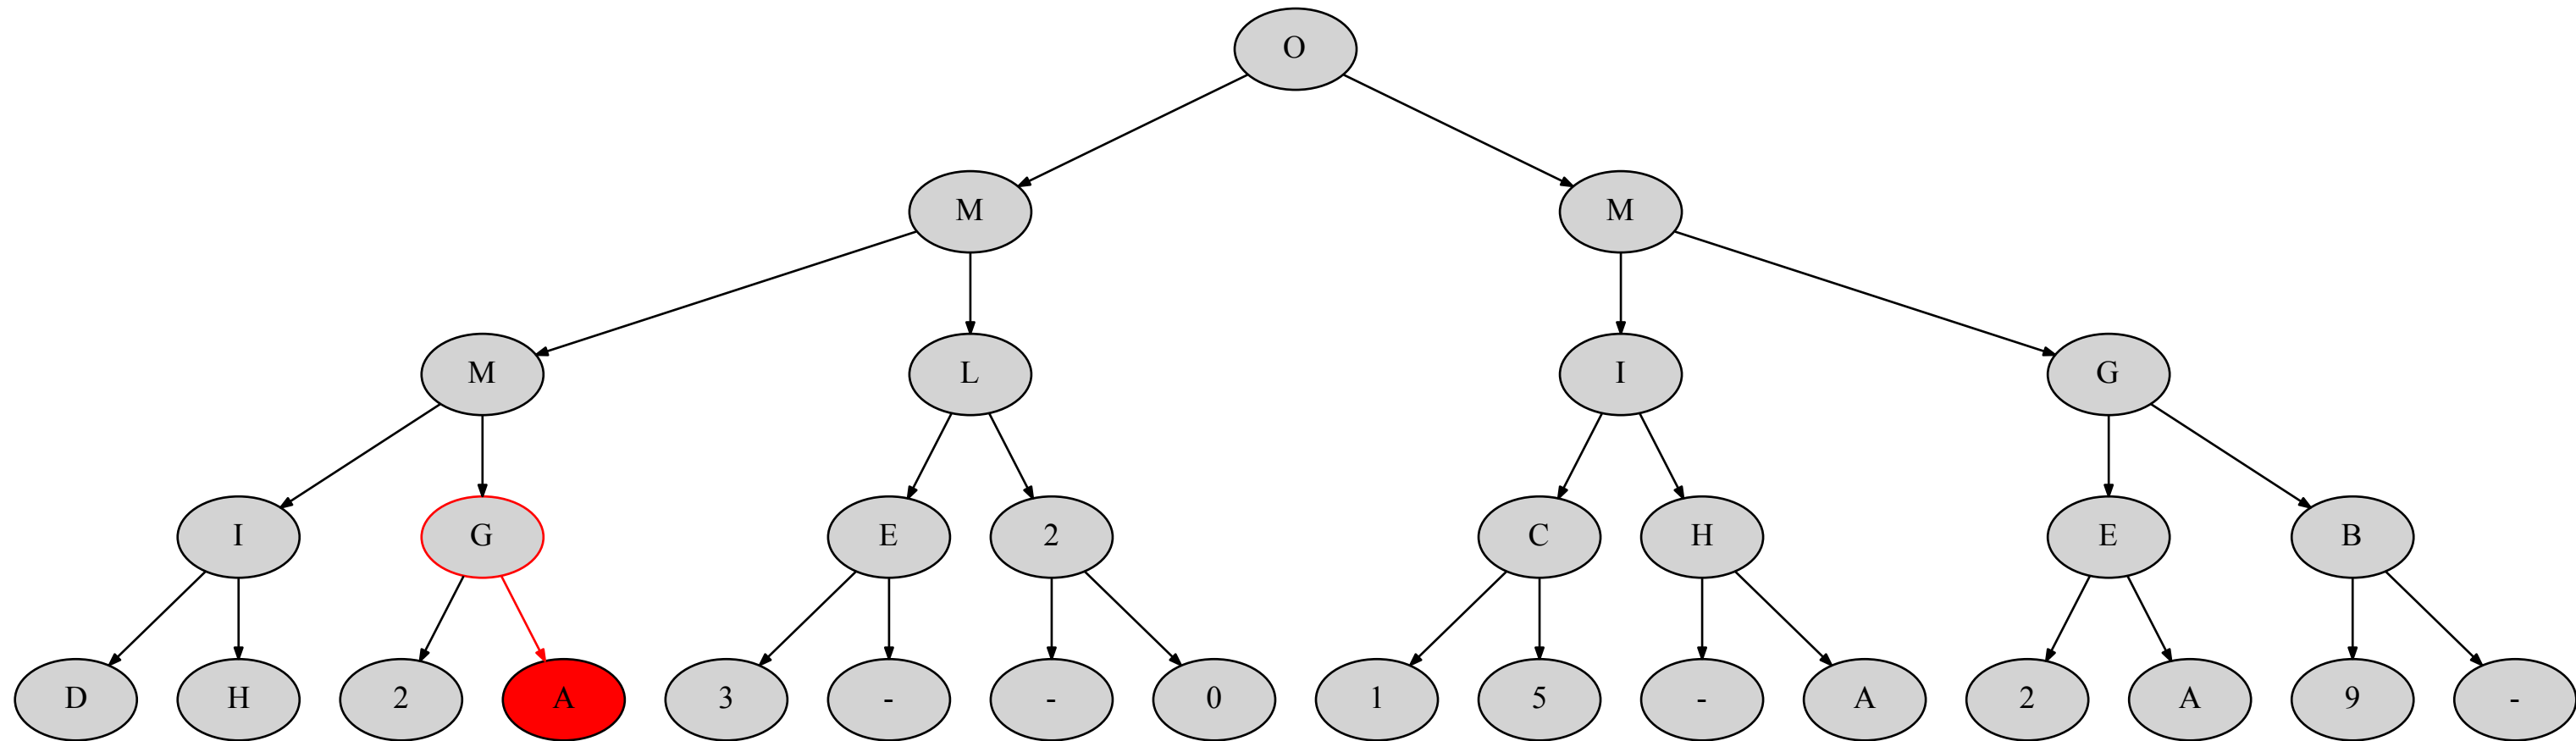 O
M M
M L I G
I G E 2 C H E B
D H 2 A 3 - - 0 1 5 - A 2 A 9 -